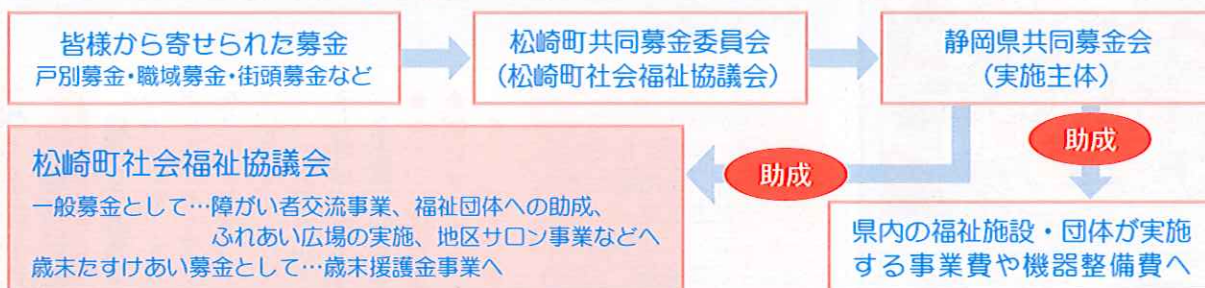 皆様から寄せられた募金
戸別募金・職域募金・街頭募金など
松崎町共同募金委員会
(松崎町社会福祉協議会)
静岡県共同募金会
(実施主体)
助成
助成
松崎町社会福祉協議会
一般募金として…障がい者交流事業、福祉団体への助成、
ふれあい広場の実施、地区サロン事業などへ
歳末たすけあい募金として…歳末援護金事業へ
県内の福祉施設・団体が実施
する事業費や機器整備費へ